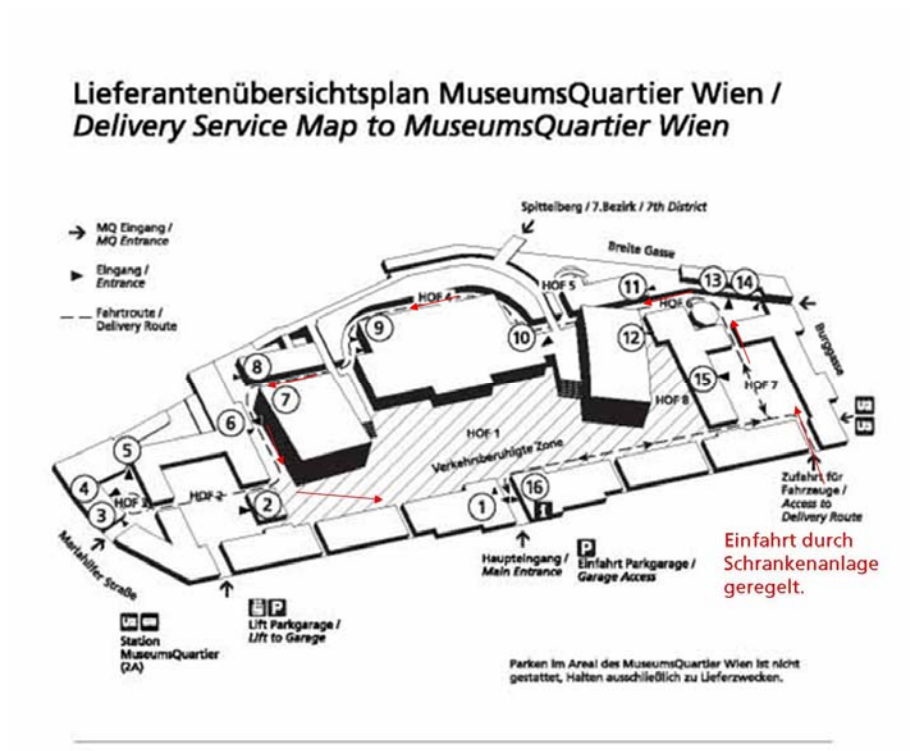 Lieferantenübersichtsplan MuseumsQuartier Wien /
Delivery Service Map to MuseumsQuartier Wien
Spittelberg / 7.Bezirk / 7th District
MQ Eingang /
MQ Entrance
Eingang /
Entrance
Fahrtroute /
Delivery Route
Breite Gasse
HOF 5
11
13
14
HOF 4
HOF 6
9
10
12
Burggasse
8
7
15
HOF 7
HOF 8
6
HOF 1
Verkehrsberuhigte Zone
5
4
HOF 2
3
2
1
16
Mariahilfer Straße
Zufahrt für
Fahrzeuge /
Access to
Delivery Route
Einfahrt durch
Schrankenanlage
geregelt.
Haupteingang /
Main Entrance
P
Einfahrt Parkgarage /
Garage Access
P
Lift Parkgarage /
Lift to Garage
U2
U3
U2
Station
MuseumsQuartier
(2A)
Parken im Areal des MuseumsQuartier Wien ist nicht
gestattet, Halten ausschließlich zu Lieferzwecken.